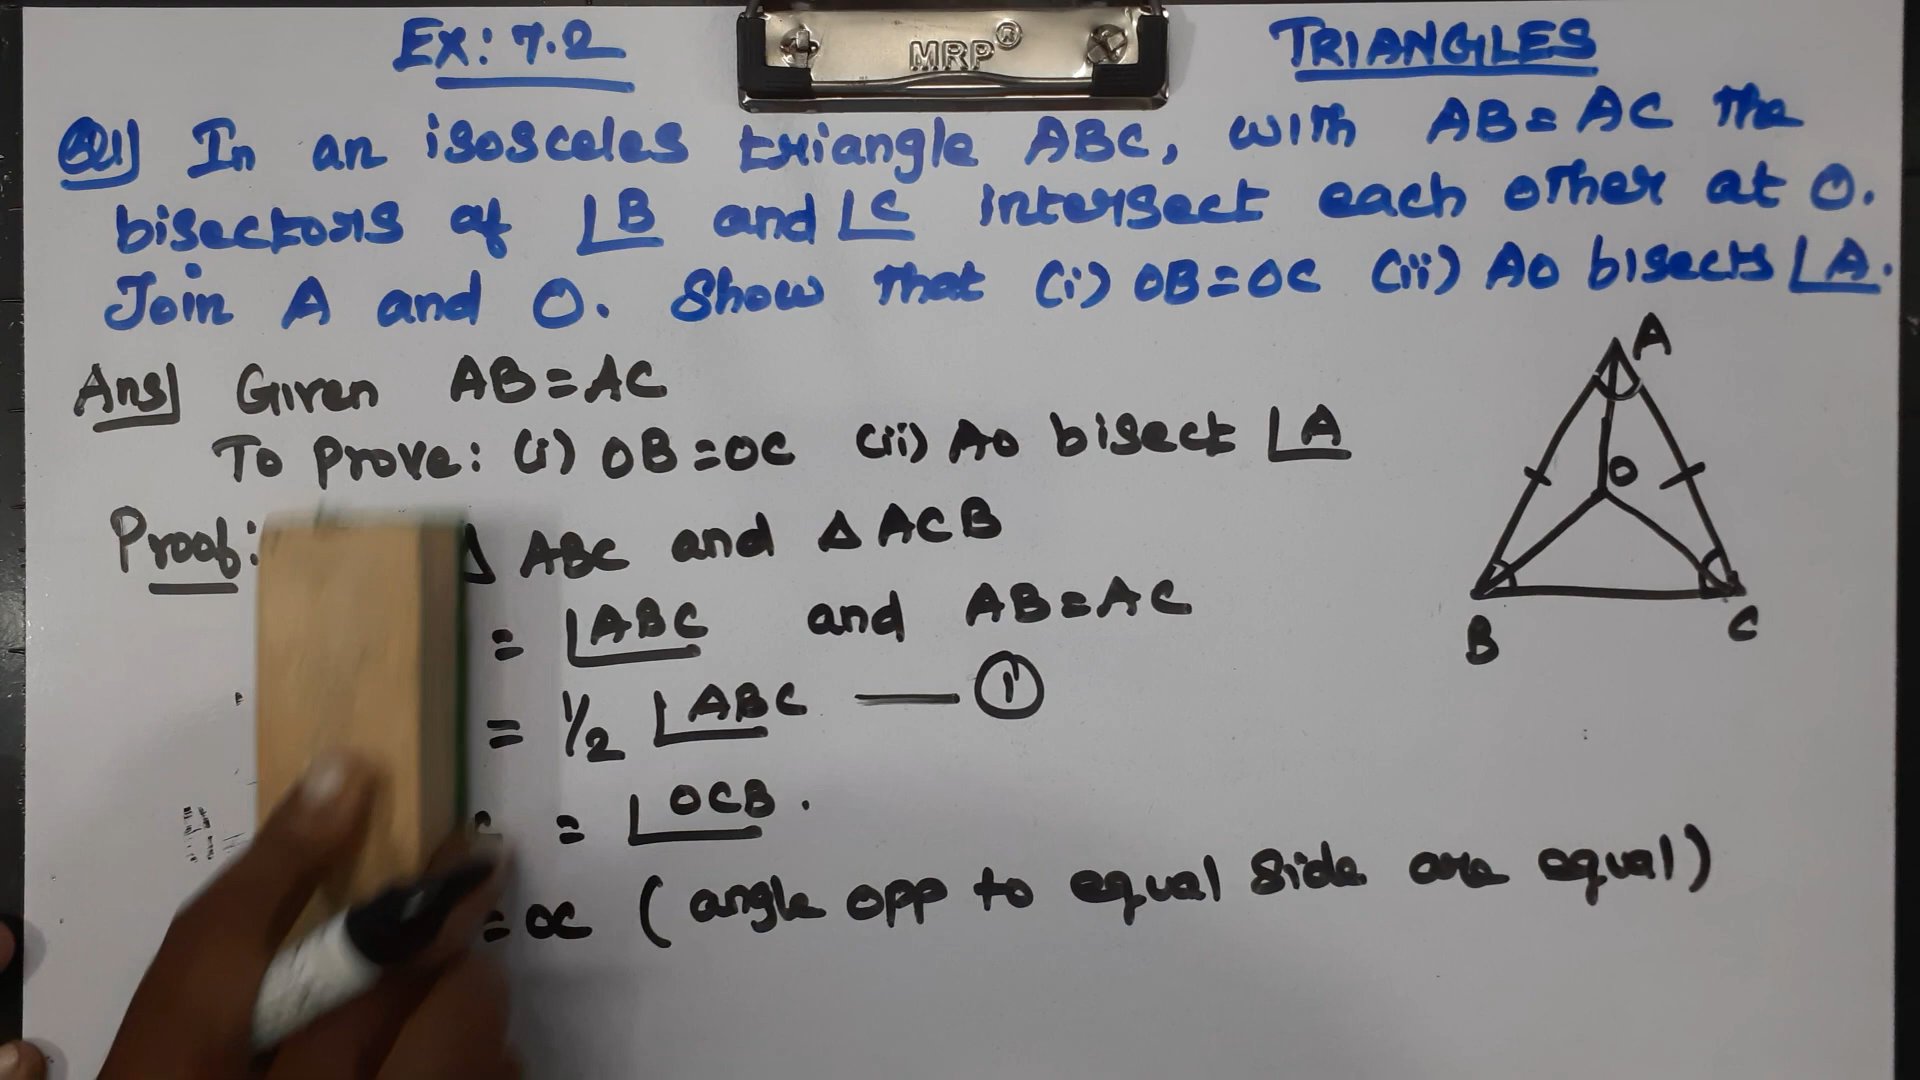 Ex: 7.2
MRP®
TRIANGLES
Q1) In an isosceles triangle ABC, with AB = AC the
bisectors of ∠B and ∠C intersect each other at O.
Join A and O. Show that (i) OB = OC (ii) AO bisects ∠A.
Ans) Given AB = AC
To prove: (i) OB = OC (ii) AO bisect ∠A
Proof: Δ ABC and Δ ACB
= ∠ABC and AB = AC
= 1/2 ∠ABC — ①
= ∠OCB.
= OC (angle opp to equal side are equal)
A
O
B
C